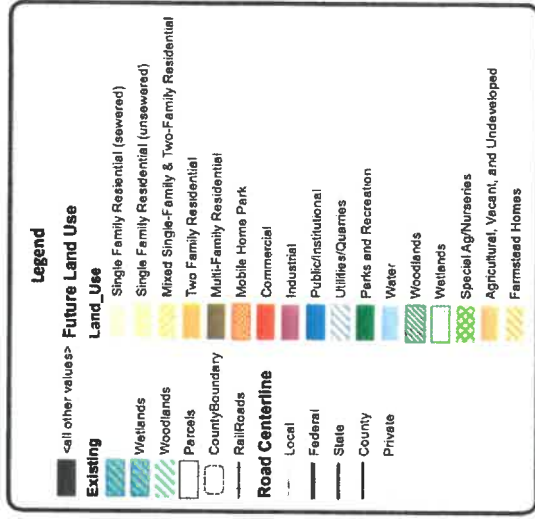 Legend
<all other values>
Existing
Wetlands
Woodlands
Parcels
CountyBoundary
RailRoads
Road Centerline
Local
Federal
State
County
Private
Future Land Use
Land_Use
Single Family Residential (sewered)
Single Family Residential (unsewered)
Mixed Single-Family & Two-Family Residential
Two Family Residential
Multi-Family Residential
Mobile Home Park
Commercial
Industrial
Public/Institutional
Utilities/Quarries
Parks and Recreation
Water
Woodlands
Wetlands
Special Ag/Nurseries
Agricultural, Vacant, and Undeveloped
Farmstead Homes